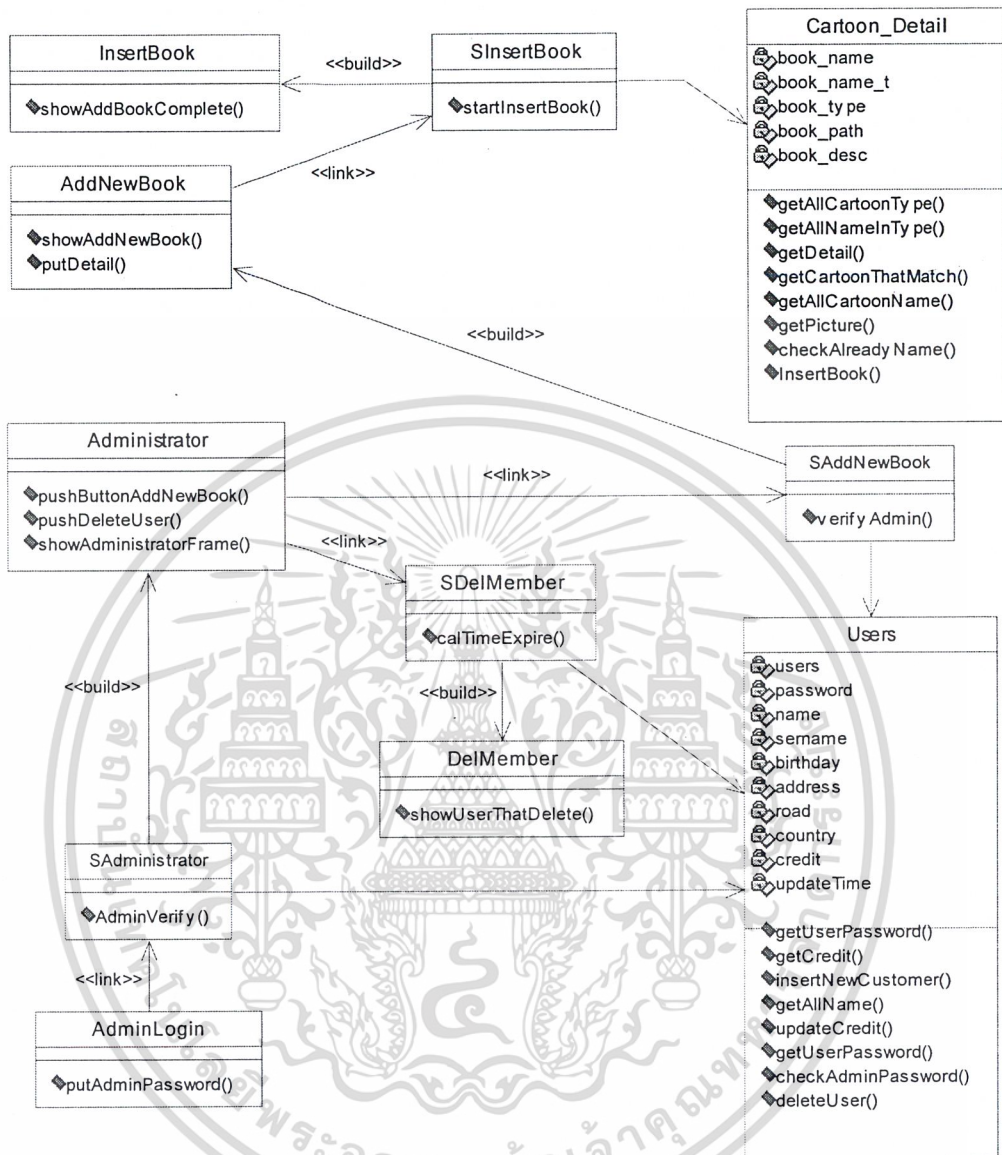 InsertBook
showAddBookComplete()
<<build>>
SInsertBook
startInsertBook()
Cartoon_Detail
book_name
book_name_t
book_type
book_path
book_desc
getAllCartoonType()
getAllNameInType()
getDetail()
getCartoonThatMatch()
getAllCartoonName()
getPicture()
checkAlreadyName()
InsertBook()
AddNewBook
showAddNewBook()
putDetail()
<<link>>
<<build>>
Administrator
pushButtonAddNewBook()
pushDeleteUser()
showAdministratorFrame()
<<link>>
SAddNewBook
verifyAdmin()
<<link>>
SDelMember
calTimeExpire()
<<build>>
<<build>>
DelMember
showUserThatDelete()
Users
users
password
name
sername
birthday
address
road
country
credit
updateTime
getUserPassword()
getCredit()
insertNewCustomer()
getAllName()
updateCredit()
getUserPassword()
checkAdminPassword()
deleteUser()
SAdministrator
AdminVerify()
<<link>>
AdminLogin
putAdminPassword()